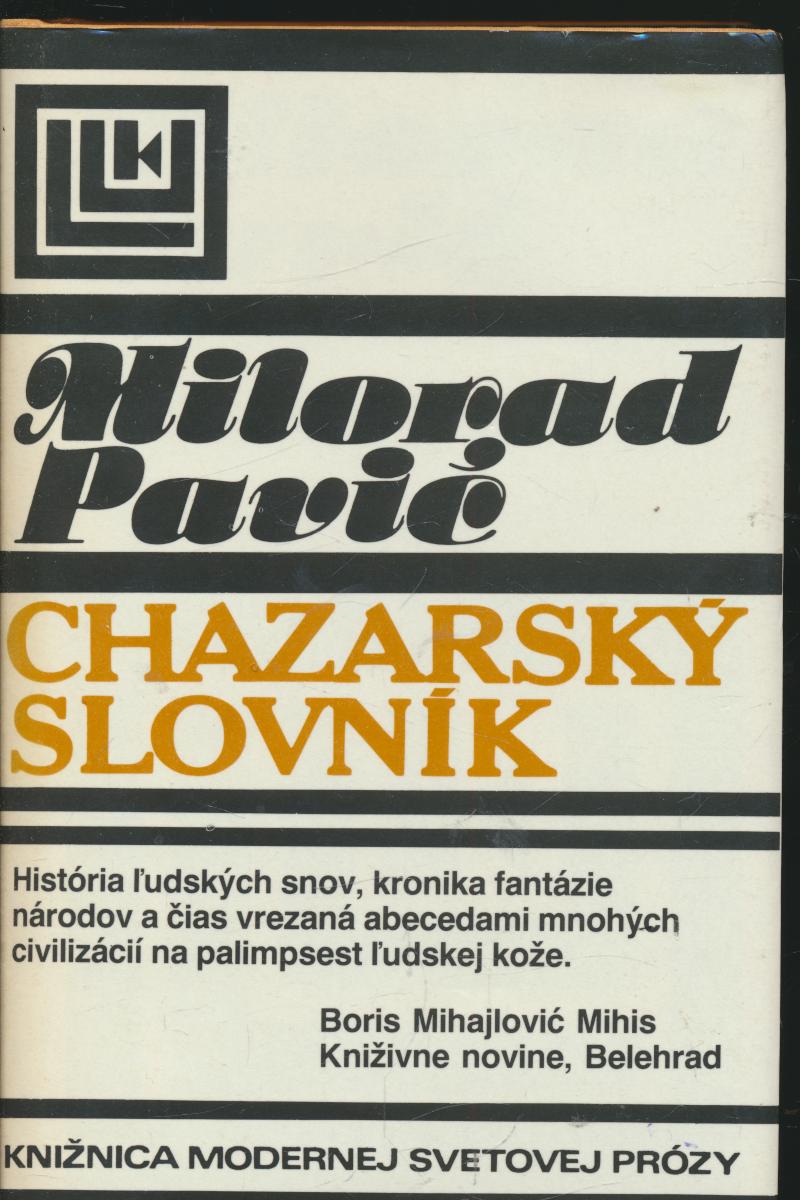 Milorad
Pavić
CHAZARSKÝ
SLOVNÍK
História ľudských snov, kronika fantázie
národov a čias vrezaná abecedami mnohých
civilizácií na palimpsest ľudskej kože.
Boris Mihajlović Mihis
Kniživne novine, Belehrad
KNIŽNICA MODERNEJ SVETOVEJ PRÓZY